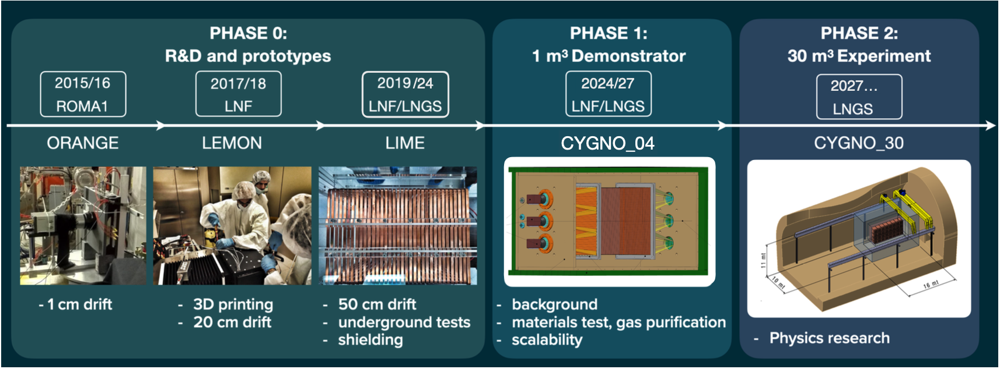 PHASE 0:
R&D and prototypes
2015/16
ROMA1
2017/18
LNF
2019/24
LNF/LNGS
ORANGE
LEMON
LIME
- 1 cm drift
- 3D printing
- 20 cm drift
- 50 cm drift
- underground tests
- shielding
PHASE 1:
1 m³ Demonstrator
2024/27
LNF/LNGS
CYGNO_04
- background
- materials test, gas purification
- scalability
PHASE 2:
30 m³ Experiment
2027...
LNGS
CYGNO_30
11 mt
10 mt
16 mt
- Physics research